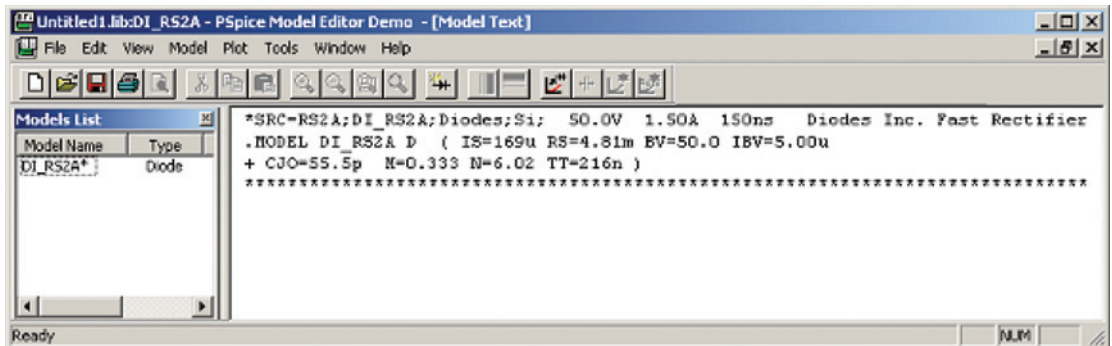 Untitled1.lib:DI_RS2A - PSpice Model Editor Demo - [Model Text]
File Edit View Model Plot Tools Window Help
Models List
Model Name Type
DI_RS2A* Diode
*SRC=RS2A;DI_RS2A;Diodes;Si; 50.0V 1.50A 150ns Diodes Inc. Fast Rectifier
.MODEL DI_RS2A D ( IS=169u RS=4.81m BV=50.0 IBV=5.00u
+ CJO=55.5p M=0.333 N=6.02 TT=216n )
*******************************************************************************
Ready
NUM